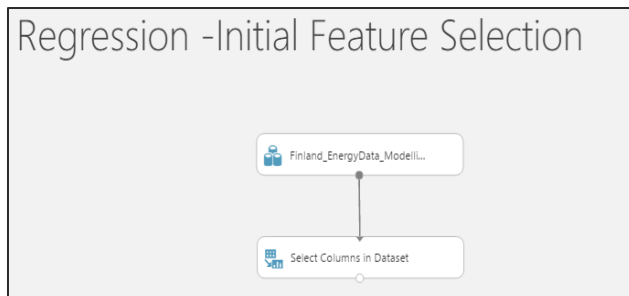 Regression -Initial Feature Selection
Finland_EnergyData_Modelli...
Select Columns in Dataset